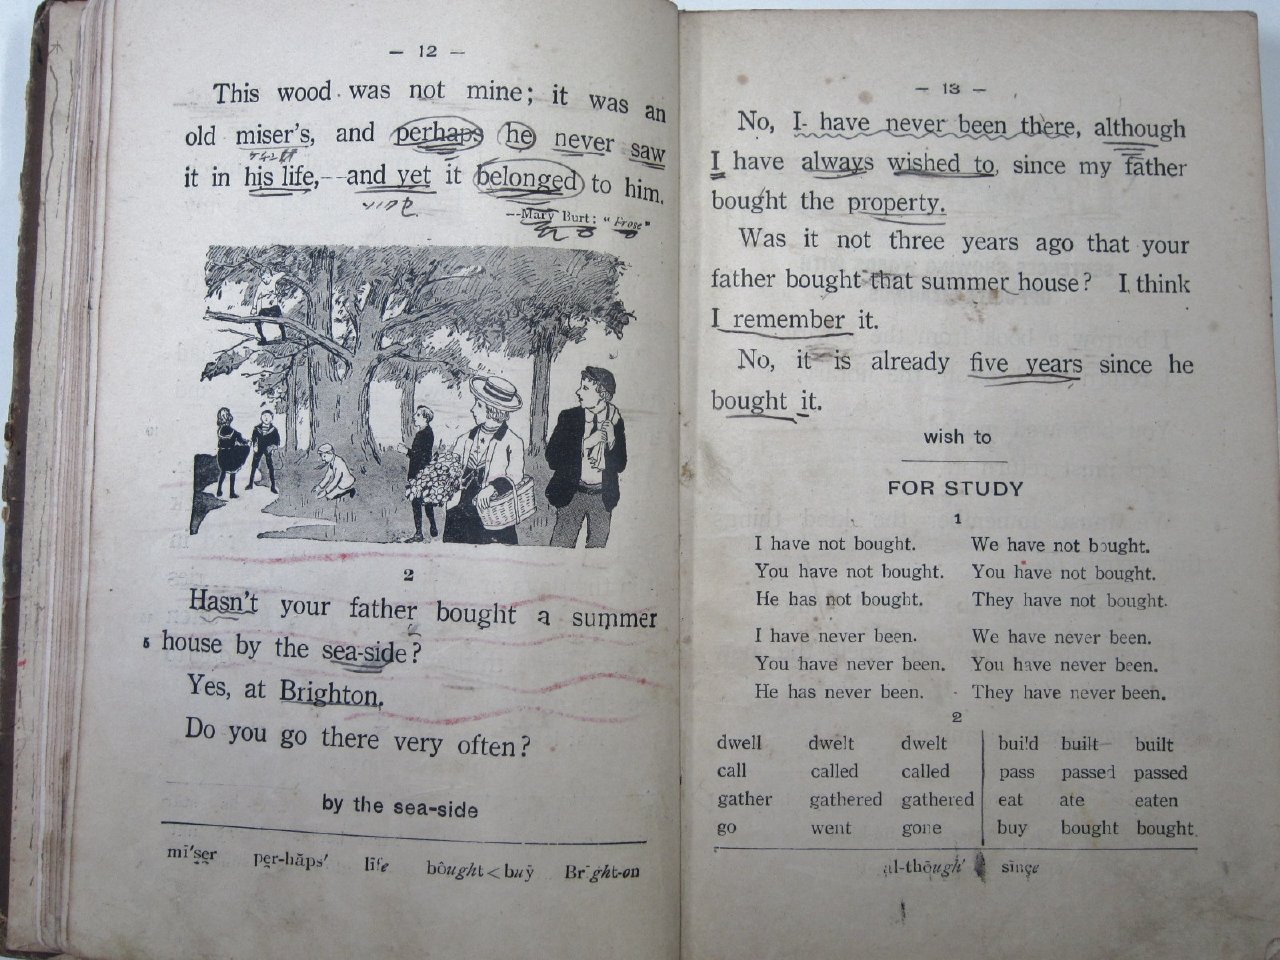 — 12 —
This wood was not mine; it was an
old miser's, and perhaps he never saw
it in his life,--and yet it belonged to him.
--Mary Burt: "Frose"
2
Hasn't your father bought a summer
5 house by the sea-side?
Yes, at Brighton.
Do you go there very often?
by the sea-side
mī'ṣer per-hăps' līfe bôught < buȳ Brīght-on
— 13 —
No, I have never been there, although
I have always wished to, since my father
bought the property.
Was it not three years ago that your
father bought that summer house? I think
I remember it.
No, it is already five years since he
bought it.
wish to
FOR STUDY
1
I have not bought. We have not bought.
You have not bought. You have not bought.
He has not bought. They have not bought.
I have never been. We have never been.
You have never been. You have never been.
He has never been. They have never been.
2
dwell dwelt dwelt build built built
call called called pass passed passed
gather gathered gathered eat ate eaten
go went gone buy bought bought
al-thōugh' sinçe